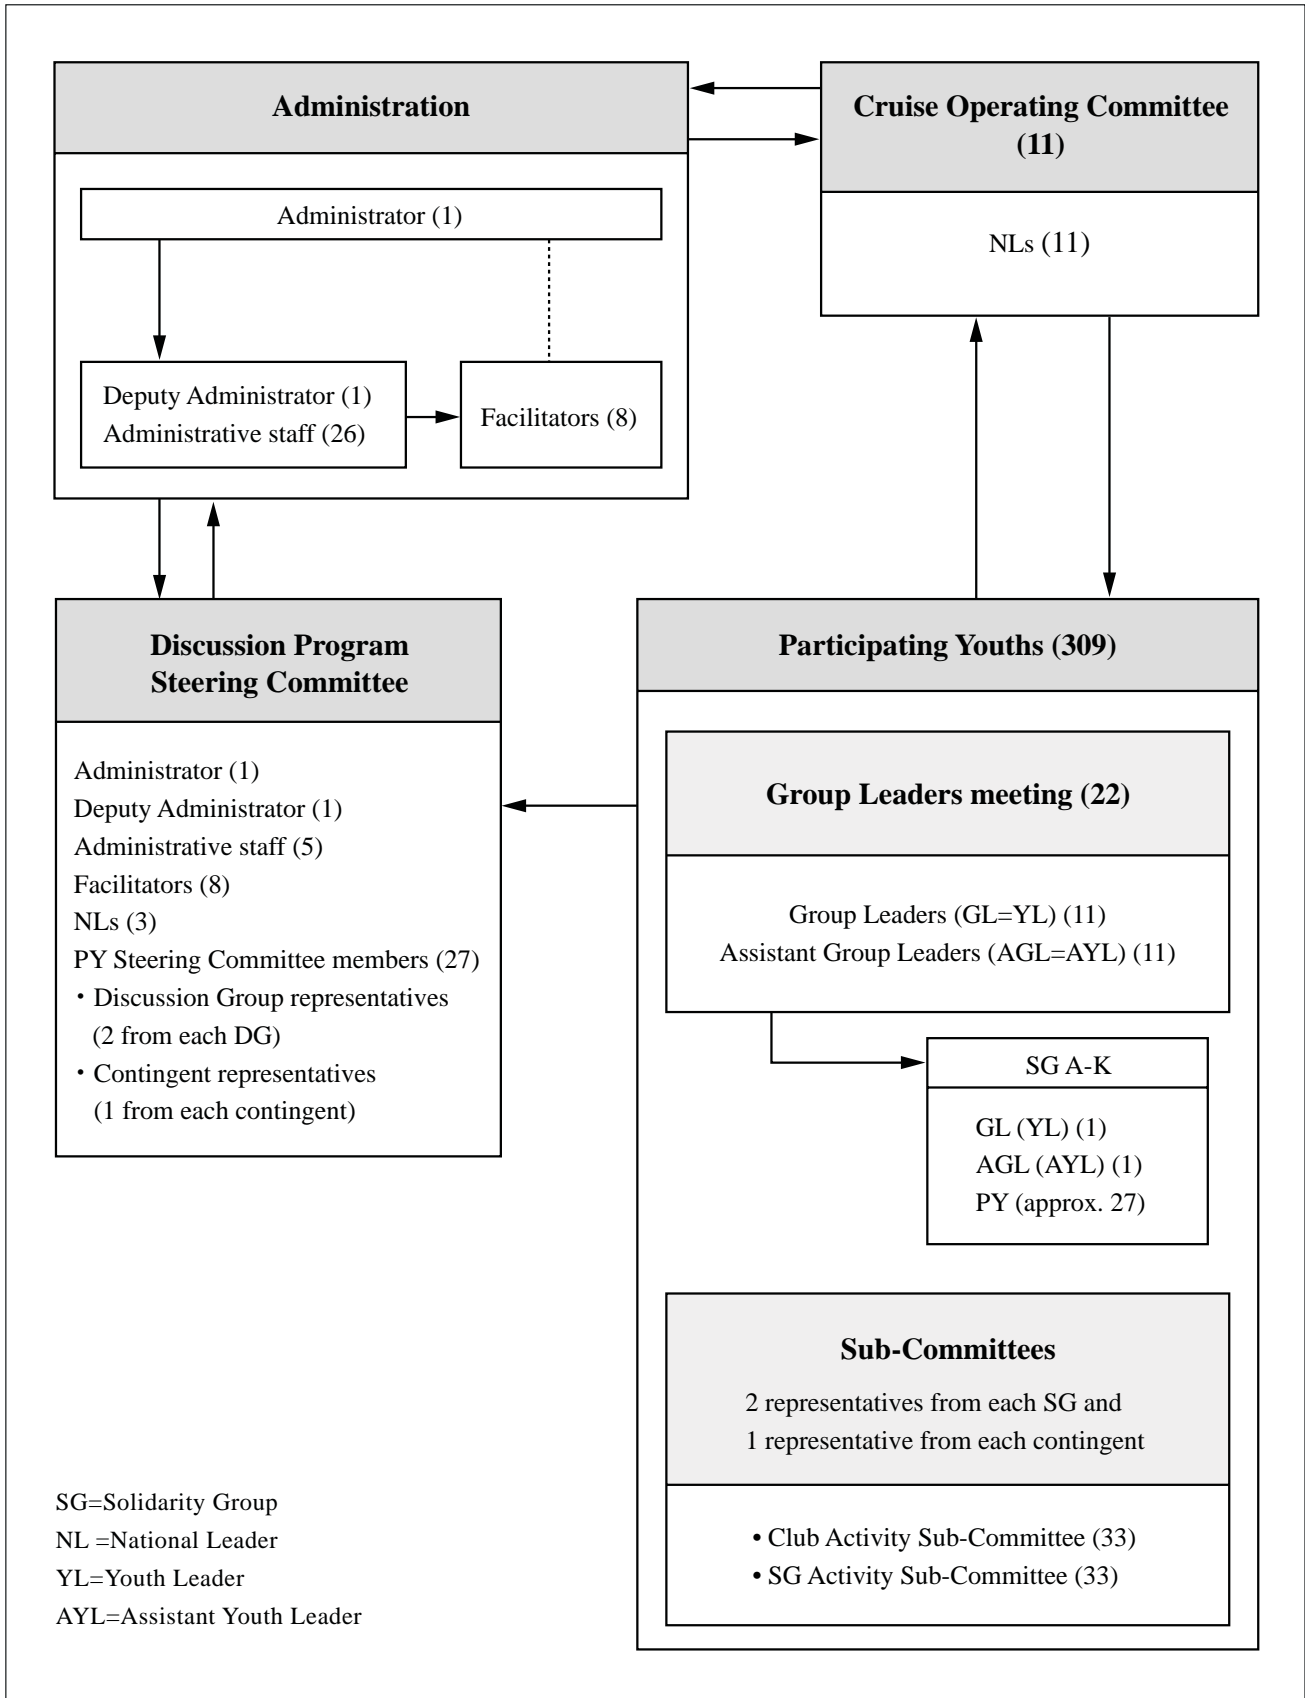 Administration
Administrator (1)
Deputy Administrator (1)
Administrative staff (26)
Facilitators (8)
Cruise Operating Committee
(11)
NLs (11)
Discussion Program
Steering Committee
Administrator (1)
Deputy Administrator (1)
Administrative staff (5)
Facilitators (8)
NLs (3)
PY Steering Committee members (27)
・Discussion Group representatives
(2 from each DG)
・Contingent representatives
(1 from each contingent)
Participating Youths (309)
Group Leaders meeting (22)
Group Leaders (GL=YL) (11)
Assistant Group Leaders (AGL=AYL) (11)
SG A-K
GL (YL) (1)
AGL (AYL) (1)
PY (approx. 27)
Sub-Committees
2 representatives from each SG and
1 representative from each contingent
• Club Activity Sub-Committee (33)
• SG Activity Sub-Committee (33)
SG=Solidarity Group
NL =National Leader
YL=Youth Leader
AYL=Assistant Youth Leader